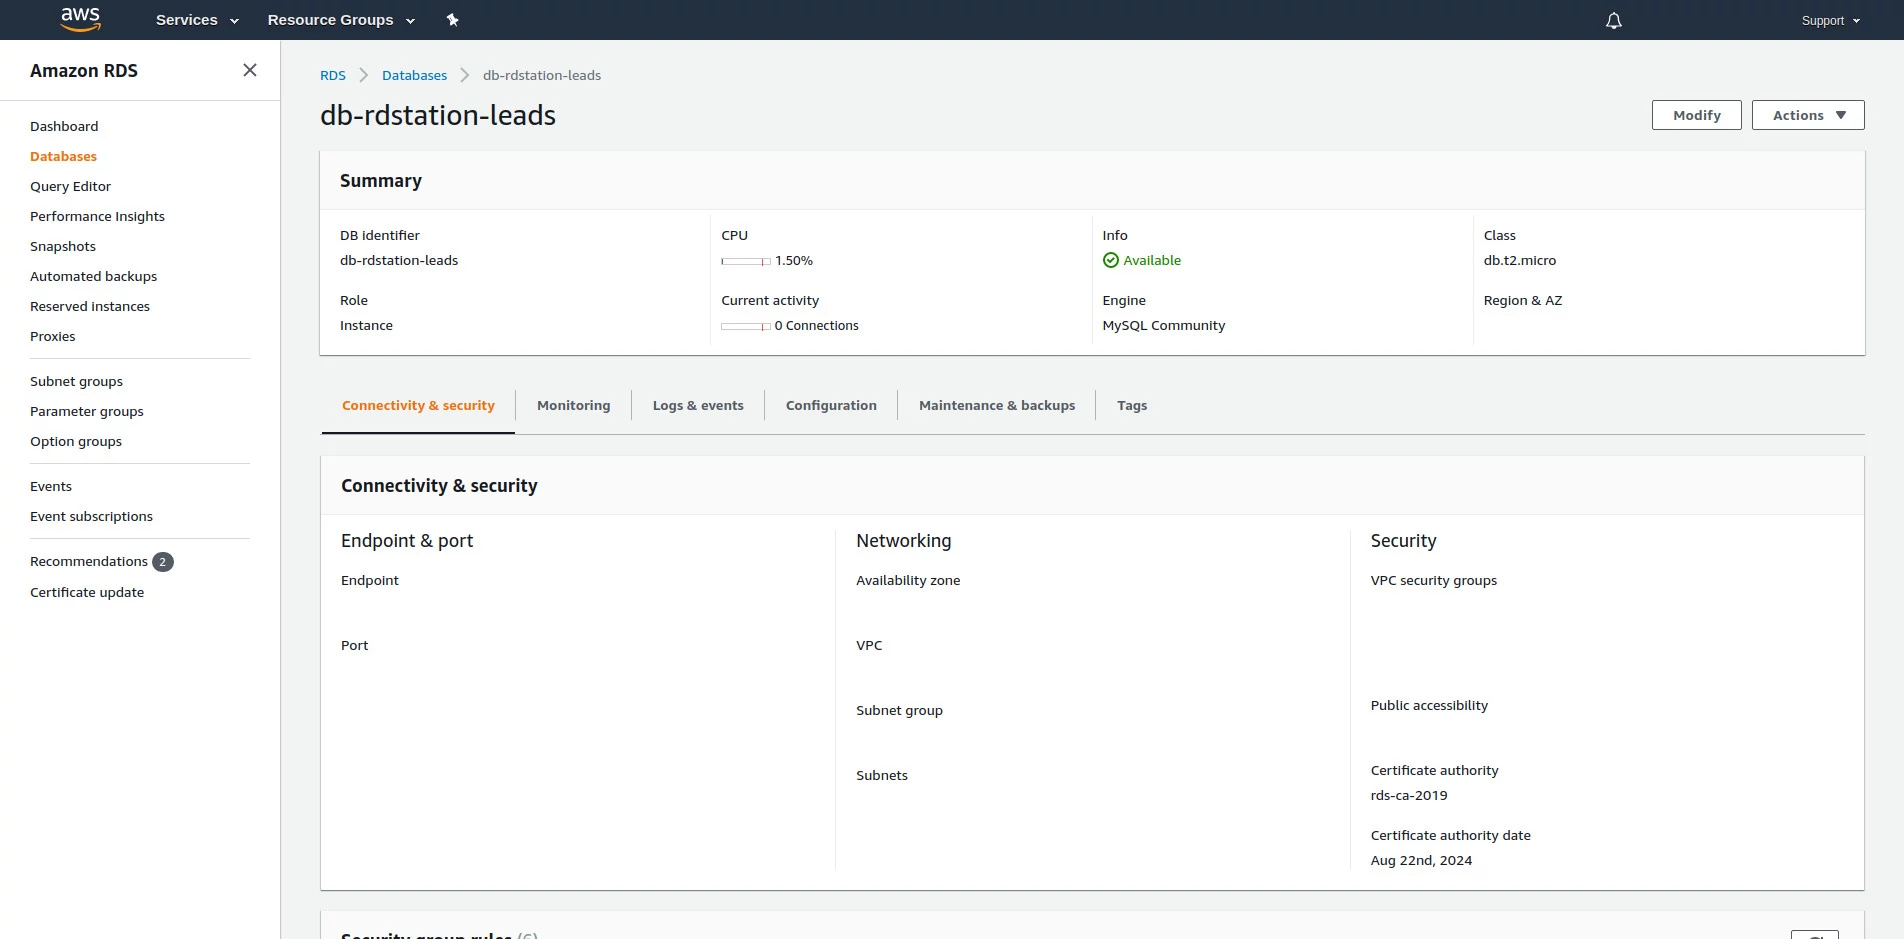 aws Services Resource Groups Support
Amazon RDS
Dashboard
Databases
Query Editor
Performance Insights
Snapshots
Automated backups
Reserved instances
Proxies
Subnet groups
Parameter groups
Option groups
Events
Event subscriptions
Recommendations 2
Certificate update
RDS Databases db-rdstation-leads
db-rdstation-leads
Modify Actions
Summary
DB identifier
db-rdstation-leads
Role
Instance
CPU
1.50%
Current activity
0 Connections
Info
Available
Engine
MySQL Community
Class
db.t2.micro
Region & AZ
Connectivity & security Monitoring Logs & events Configuration Maintenance & backups Tags
Connectivity & security
Endpoint & port
Endpoint
Port
Networking
Availability zone
VPC
Subnet group
Subnets
Security
VPC security groups
Public accessibility
Certificate authority
rds-ca-2019
Certificate authority date
Aug 22nd, 2024
Security group rules